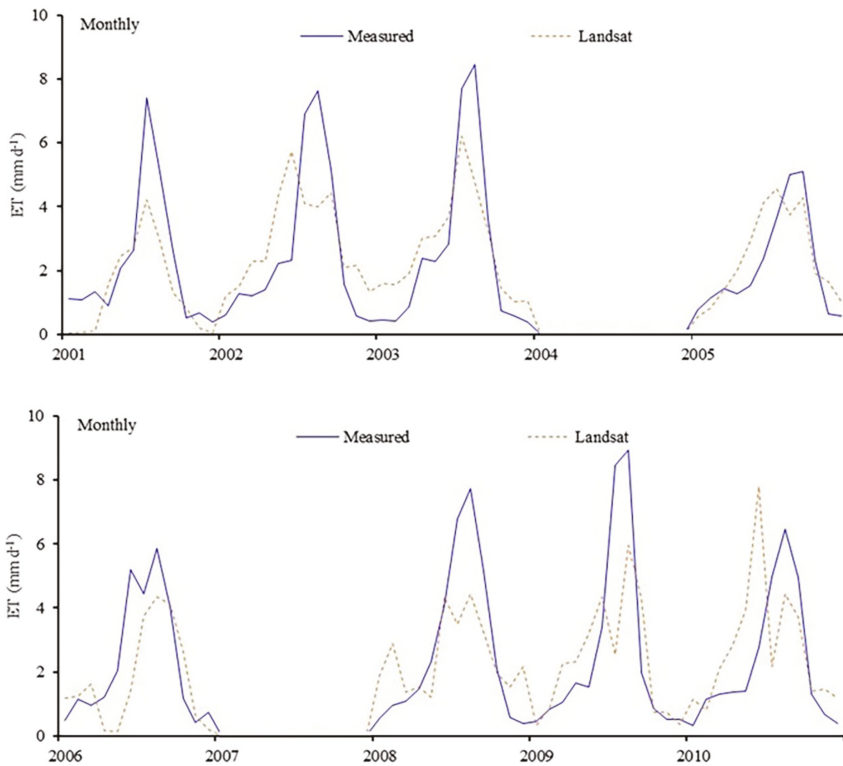 10
Monthly
Measured
Landsat
8
6
4
2
0
ET (mm d⁻¹)
2001
2002
2003
2004
2005
10
Monthly
Measured
Landsat
8
6
4
2
0
ET (mm d⁻¹)
2006
2007
2008
2009
2010